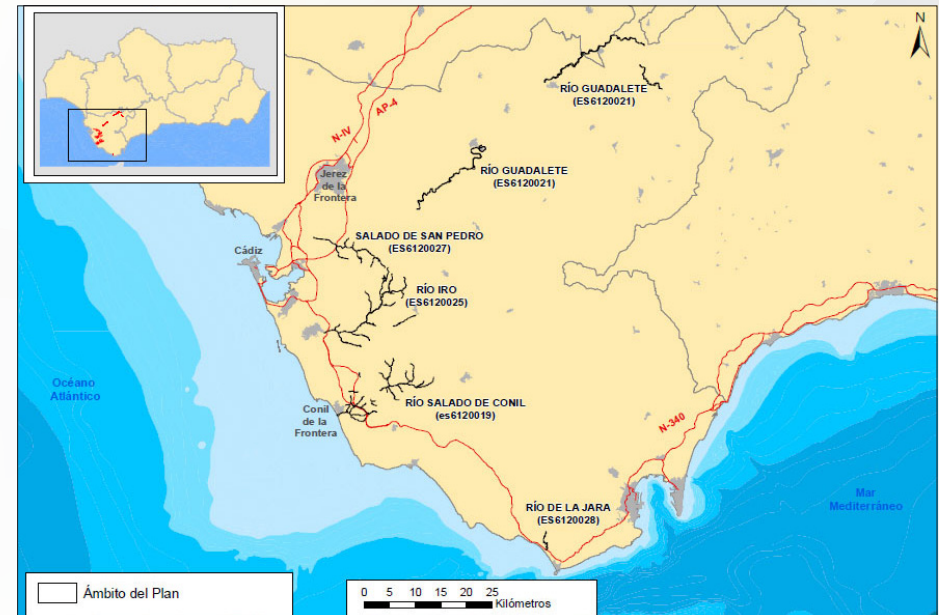 N
RÍO GUADALETE
(ES6120021)
N-IV
AP-4
RÍO GUADALETE
(ES6120021)
Jerez
de la
Frontera
SALADO DE SAN PEDRO
(ES6120027)
Cádiz
RÍO IRO
(ES6120025)
Océano
Atlántico
RÍO SALADO DE CONIL
(es6120019)
Conil
de la
Frontera
N-340
RÍO DE LA JARA
(ES6120028)
Mar
Mediterráneo
Ámbito del Plan
0 5 10 15 20 25
Kilómetros